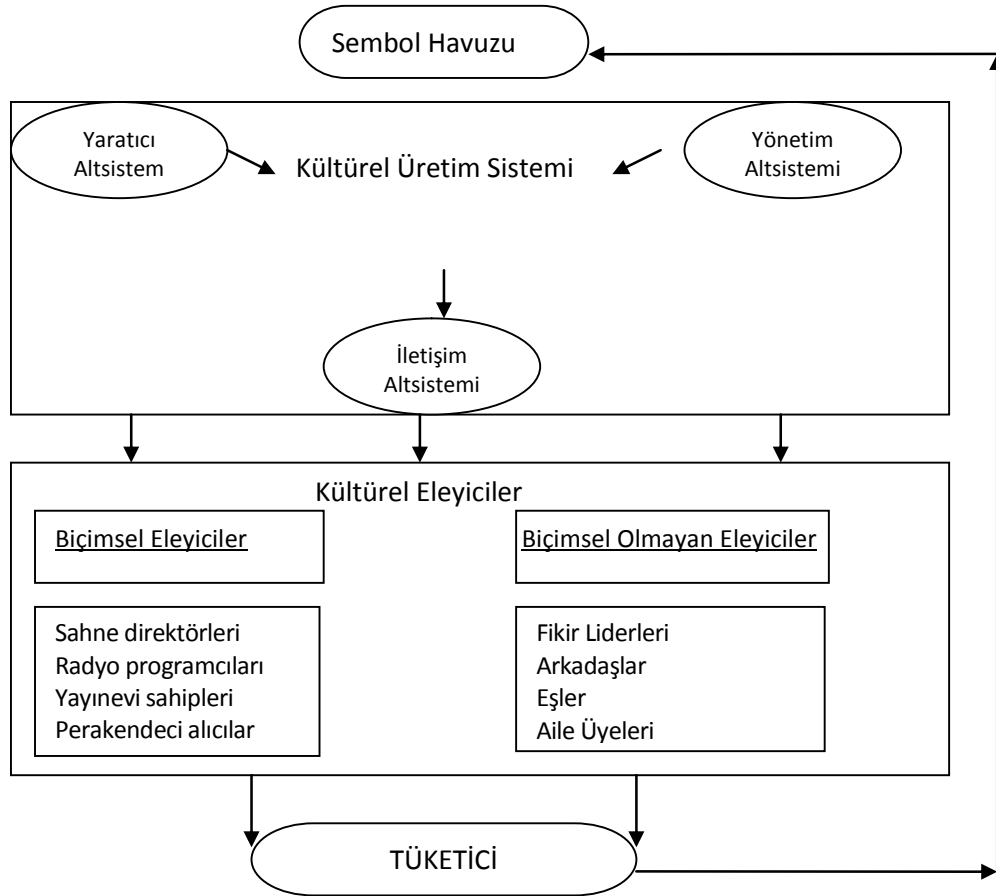 Sembol Havuzu
Yaratıcı
Altsistem
Kültürel Üretim Sistemi
Yönetim
Altsistemi
İletişim
Altsistemi
Kültürel Eleyiciler
Biçimsel Eleyiciler
Biçimsel Olmayan Eleyiciler
Sahne direktörleri
Radyo programcıları
Yayınevi sahipleri
Perakendeci alıcılar
Fikir Liderleri
Arkadaşlar
Eşler
Aile Üyeleri
TÜKETİCİ